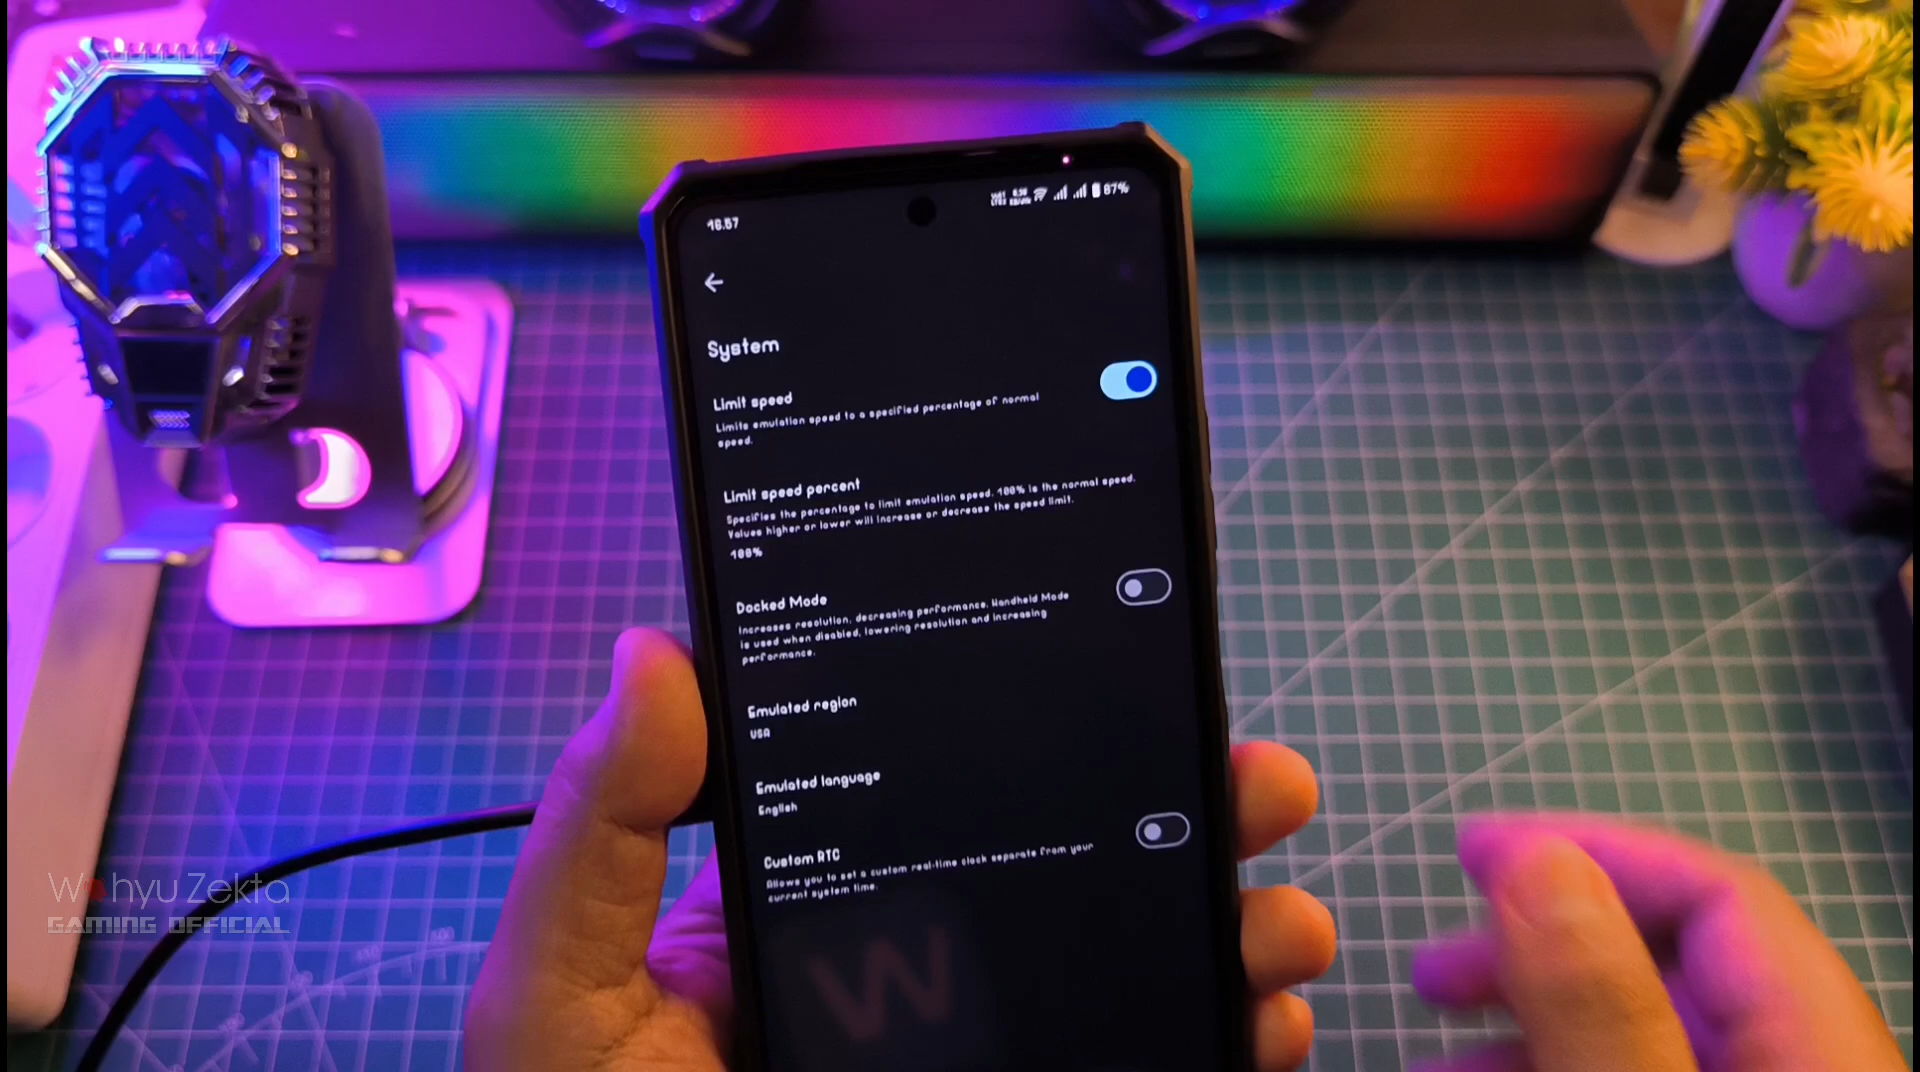 16.57
87%
System
Limit speed
Limits emulation speed to a specified percentage of normal
speed.
Limit speed percent
Specifies the percentage to limit emulation speed. 100% is the normal speed.
Values higher or lower will increase or decrease the speed limit.
100%
Docked Mode
Increases resolution, decreasing performance. Handheld Mode
is used when disabled, lowering resolution and increasing
performance.
Emulated region
USA
Emulated language
English
Custom RTC
Allows you to set a custom real-time clock separate from your
current system time.
W
Wahyu Zekta
GAMING OFFICIAL